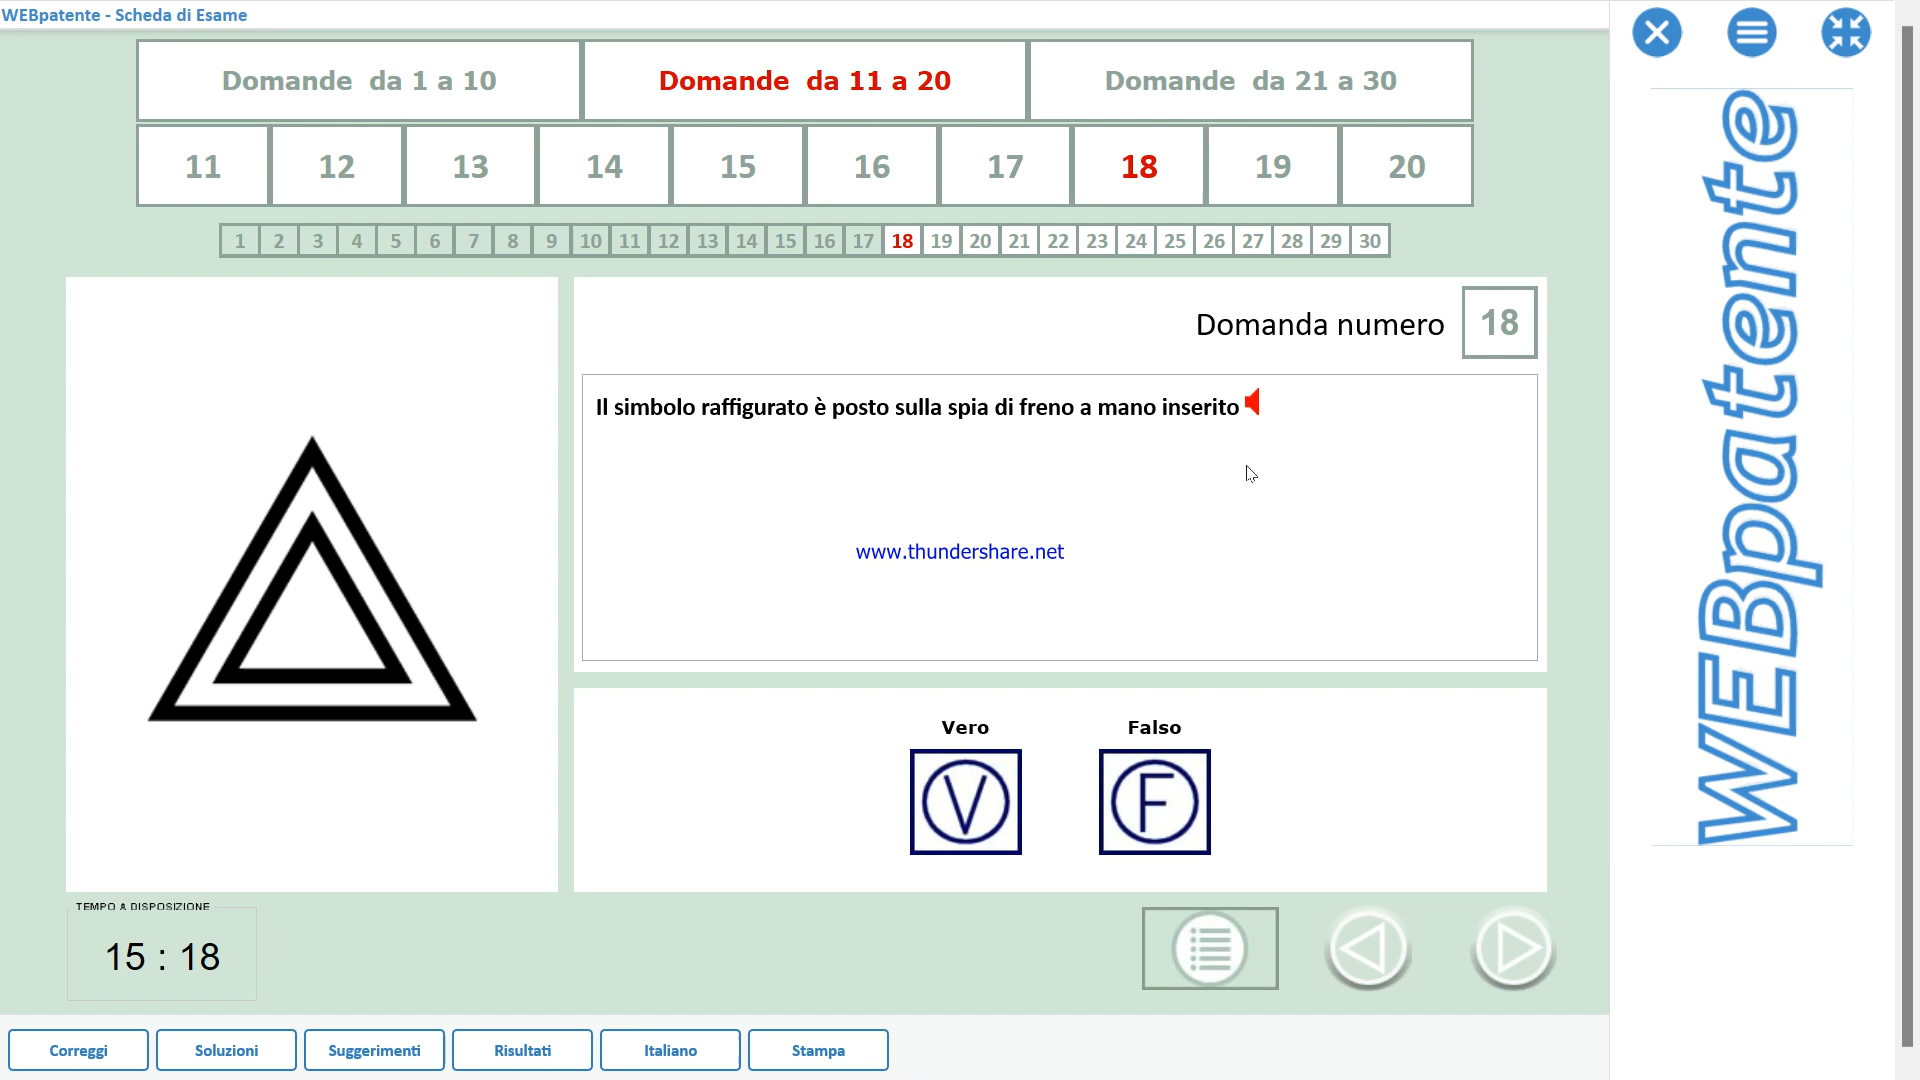 WEBpatente - Scheda di Esame
Domande da 1 a 10
Domande da 11 a 20
Domande da 21 a 30
11 12 13 14 15 16 17 18 19 20
1 2 3 4 5 6 7 8 9 10 11 12 13 14 15 16 17 18 19 20 21 22 23 24 25 26 27 28 29 30
Domanda numero 18
Il simbolo raffigurato è posto sulla spia di freno a mano inserito
www.thundershare.net
Vero
Falso
V
F
TEMPO A DISPOSIZIONE
15 : 18
Correggi
Soluzioni
Suggerimenti
Risultati
Italiano
Stampa
WEBpatente